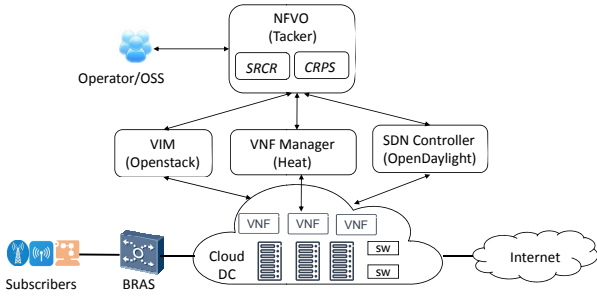 NFVO
(Tacker)
SRCR
CRPS
Operator/OSS
VIM
(Openstack)
VNF Manager
(Heat)
SDN Controller
(OpenDaylight)
VNF
VNF
VNF
Cloud
DC
sw
sw
Internet
Subscribers
BRAS